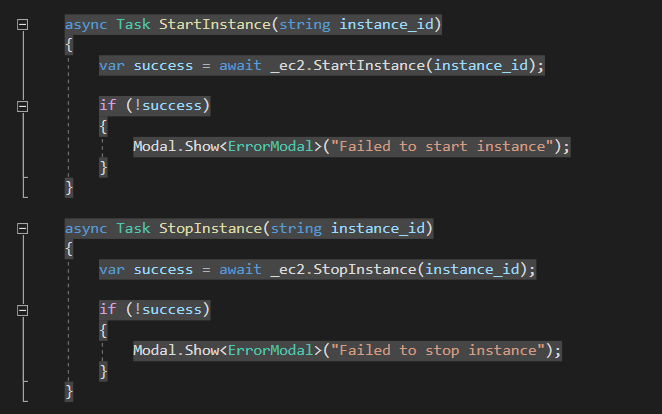 async Task StartInstance(string instance_id)
{
var success = await _ec2.StartInstance(instance_id);
if (!success)
{
Modal.Show<ErrorModal>("Failed to start instance");
}
}
async Task StopInstance(string instance_id)
{
var success = await _ec2.StopInstance(instance_id);
if (!success)
{
Modal.Show<ErrorModal>("Failed to stop instance");
}
}